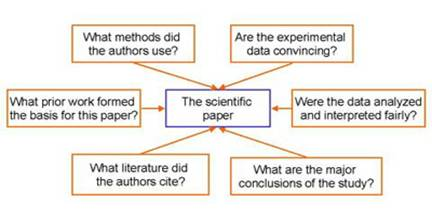 What methods did
the authors use?
Are the experimental
data convincing?
What prior work formed
the basis for this paper?
The scientific
paper
Were the data analyzed
and interpreted fairly?
What literature did
the authors cite?
What are the major
conclusions of the study?